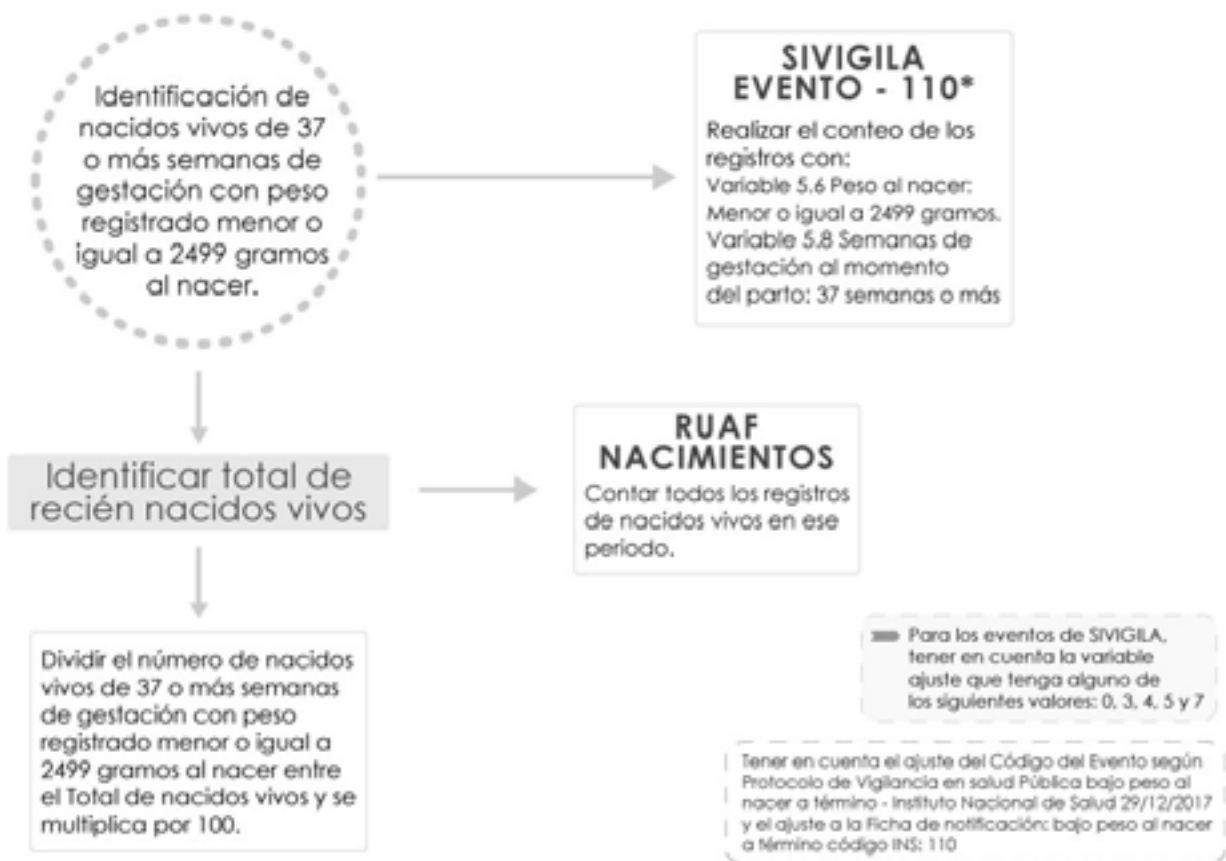 Identificación de
nacidos vivos de 37
o más semanas de
gestación con peso
registrado menor o
igual a 2499 gramos
al nacer.
SIVIGILA
EVENTO - 110*
Realizar el conteo de los
registros con:
Variable 5.6 Peso al nacer:
Menor o igual a 2499 gramos.
Variable 5.8 Semanas de
gestación al momento
del parto: 37 semanas o más
Identificar total de
recién nacidos vivos
RUAF
NACIMIENTOS
Contar todos los registros
de nacidos vivos en ese
periodo.
Dividir el número de nacidos
vivos de 37 o más semanas
de gestación con peso
registrado menor o igual a
2499 gramos al nacer entre
el Total de nacidos vivos y se
multiplica por 100.
Para los eventos de SIVIGILA,
tener en cuenta la variable
ajuste que tenga alguno de
los siguientes valores: 0, 3, 4, 5 y 7
Tener en cuenta el ajuste del Código del Evento según
Protocolo de Vigilancia en salud Pública bajo peso al
nacer a término - Instituto Nacional de Salud 29/12/2017
y el ajuste a la Ficha de notificación: bajo peso al nacer
a término código INS: 110